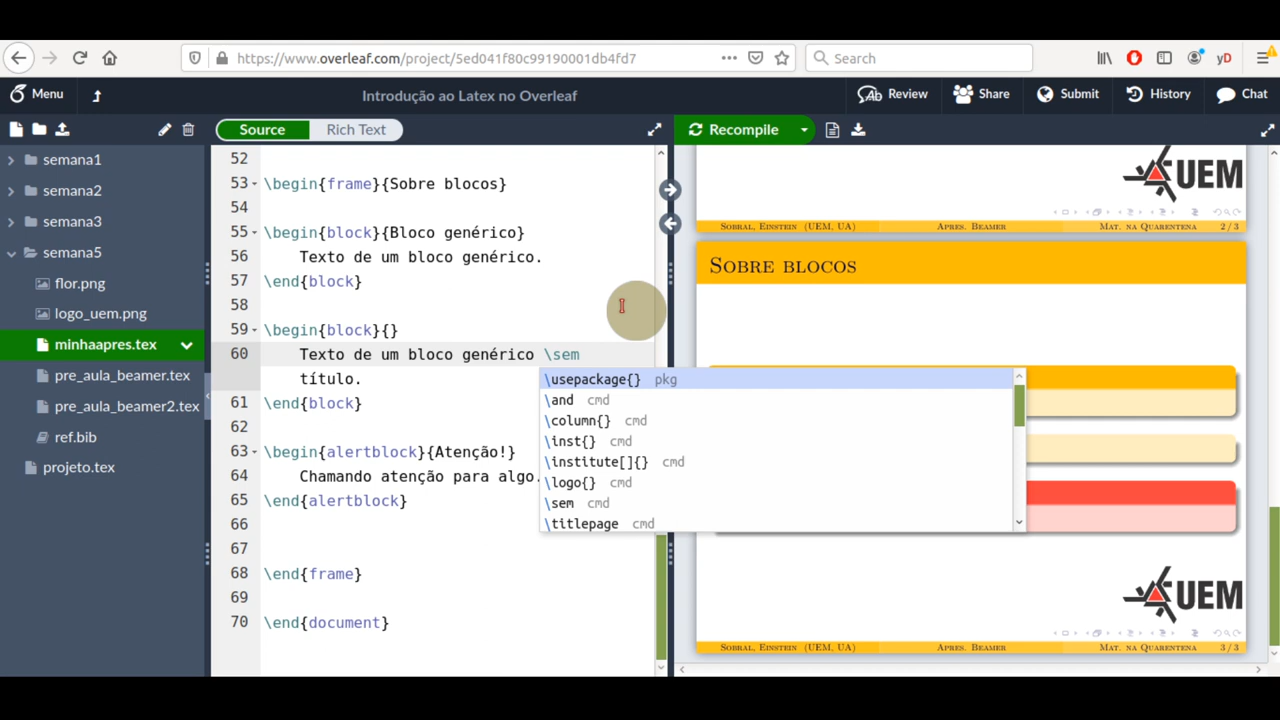 https://www.overleaf.com/project/5ed041f80c99190001db4fd7
Search
yD
Menu
Introdução ao Latex no Overleaf
Review
Share
Submit
History
Chat
Source
Rich Text
Recompile
semana1
semana2
semana3
semana5
flor.png
logo_uem.png
minhaapres.tex
pre_aula_beamer.tex
pre_aula_beamer2.tex
ref.bib
projeto.tex
52
53 \begin{frame}{Sobre blocos}
54
55 \begin{block}{Bloco genérico}
56 Texto de um bloco genérico.
57 \end{block}
58
59 \begin{block}{}
60 Texto de um bloco genérico \sem
título.
61 \end{block}
62
63 \begin{alertblock}{Atenção!}
64 Chamando atenção para algo.
65 \end{alertblock}
66
67
68 \end{frame}
69
70 \end{document}
\usepackage{} pkg
\and cmd
\column{} cmd
\inst{} cmd
\institute[]{} cmd
\logo{} cmd
\sem cmd
\titlepage cmd
UEM
Sobral, Einstein (UEM, UA) Apres. Beamer Mat. na Quarentena 2 / 3
Sobre blocos
UEM
Sobral, Einstein (UEM, UA) Apres. Beamer Mat. na Quarentena 3 / 3